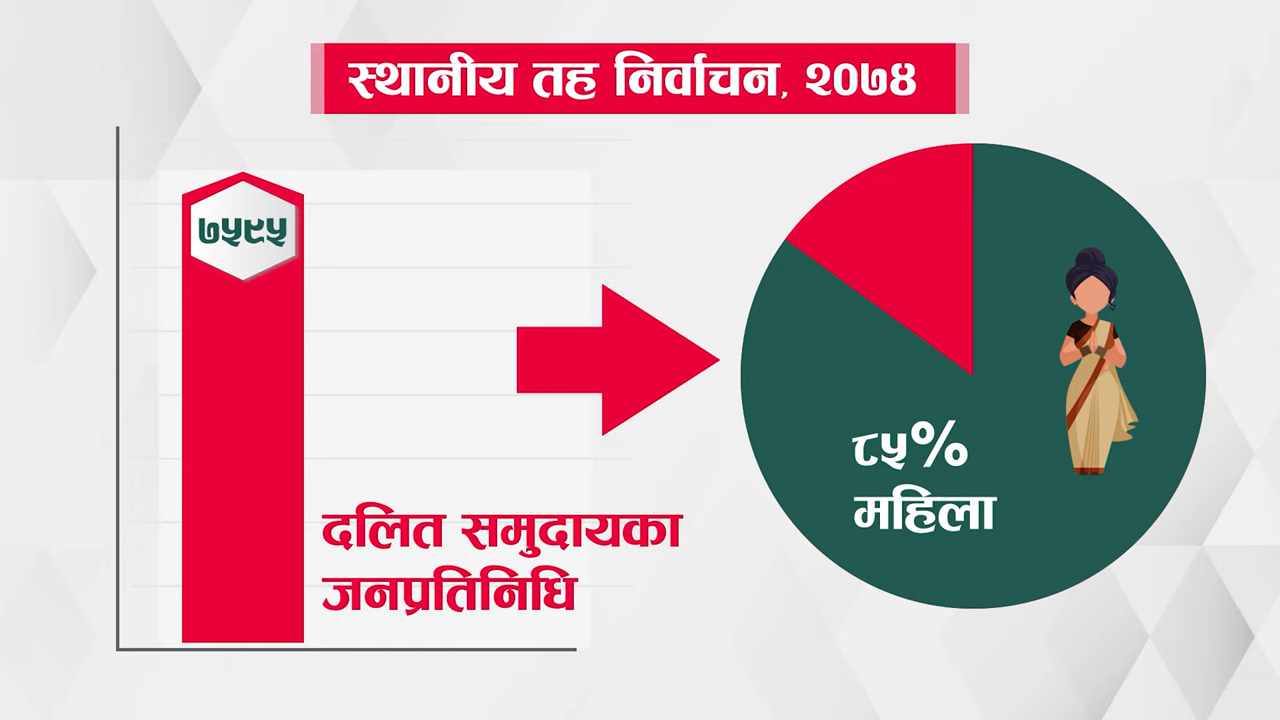 स्थानीय तह निर्वाचन, २०७४
७५९५
दलित समुदायका
जनप्रतिनिधि
८५%
महिला